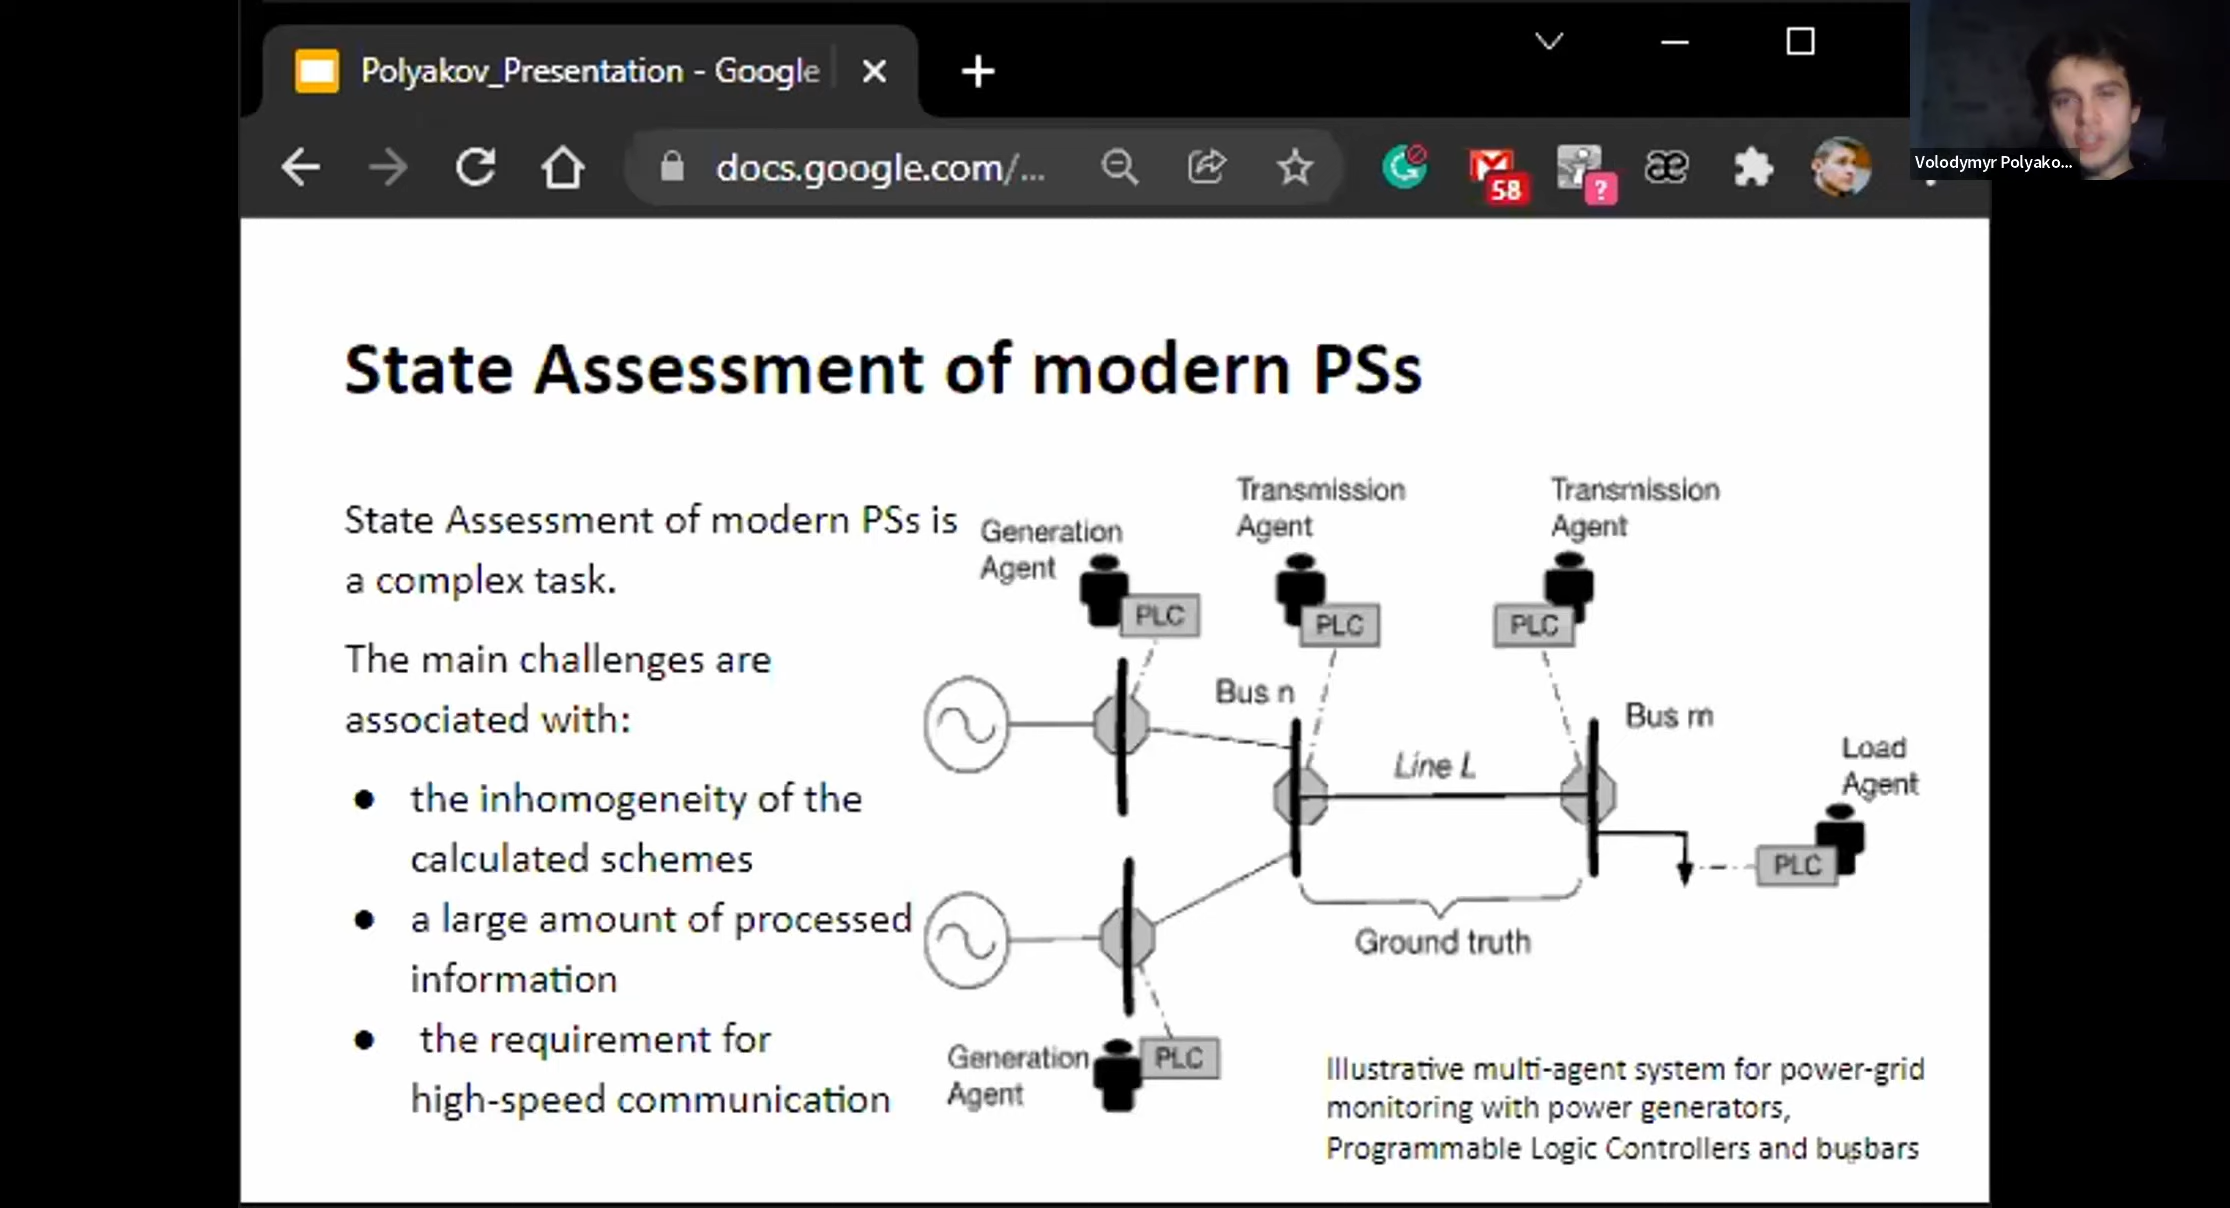 Polyakov_Presentation - Google
docs.google.com/...
58
?
æ
Volodymyr Polyako...
State Assessment of modern PSs
State Assessment of modern PSs is
a complex task.
The main challenges are
associated with:
● the inhomogeneity of the
calculated schemes
● a large amount of processed
information
● the requirement for
high-speed communication
Generation
Agent
PLC
Transmission
Agent
PLC
Transmission
Agent
PLC
Bus n
Bus m
Line L
Load
Agent
PLC
Ground truth
Generation
Agent
PLC
Illustrative multi-agent system for power-grid
monitoring with power generators,
Programmable Logic Controllers and busbars